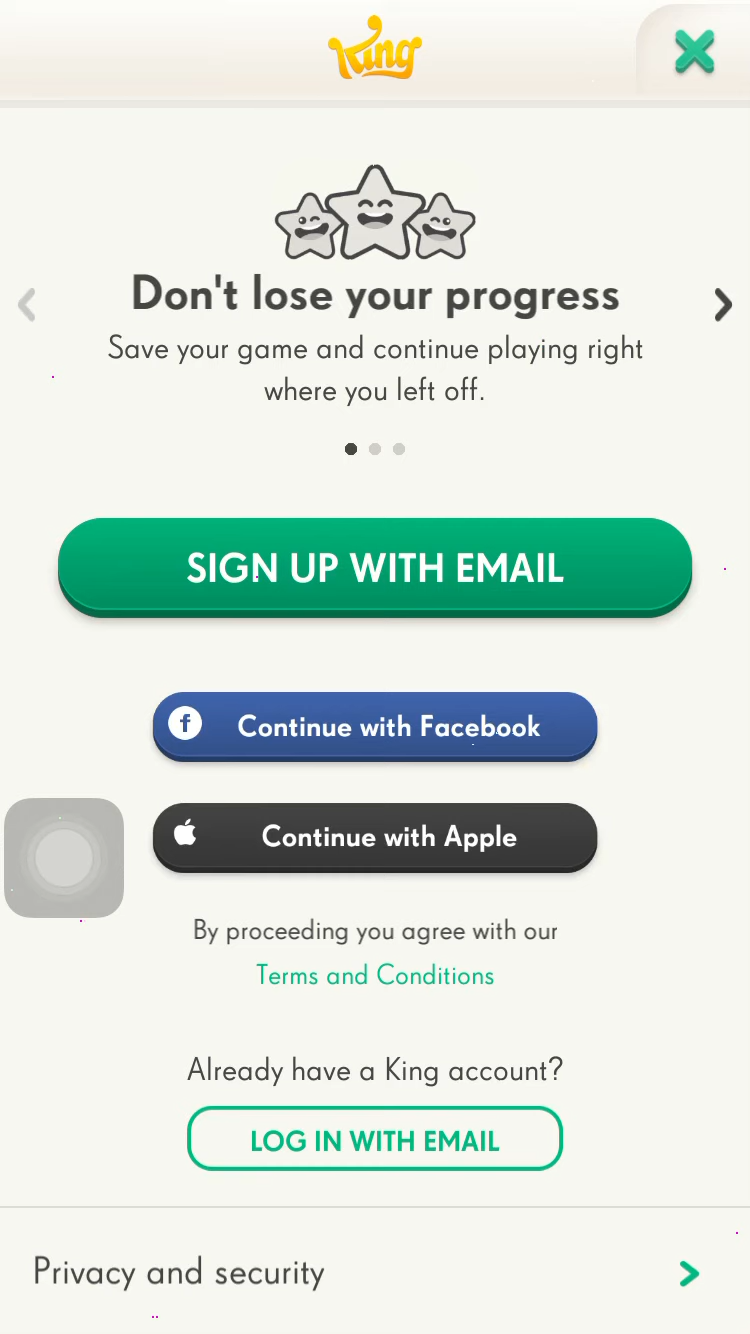 King
Don't lose your progress
Save your game and continue playing right
where you left off.
SIGN UP WITH EMAIL
f Continue with Facebook
Continue with Apple
By proceeding you agree with our
Terms and Conditions
Already have a King account?
LOG IN WITH EMAIL
Privacy and security